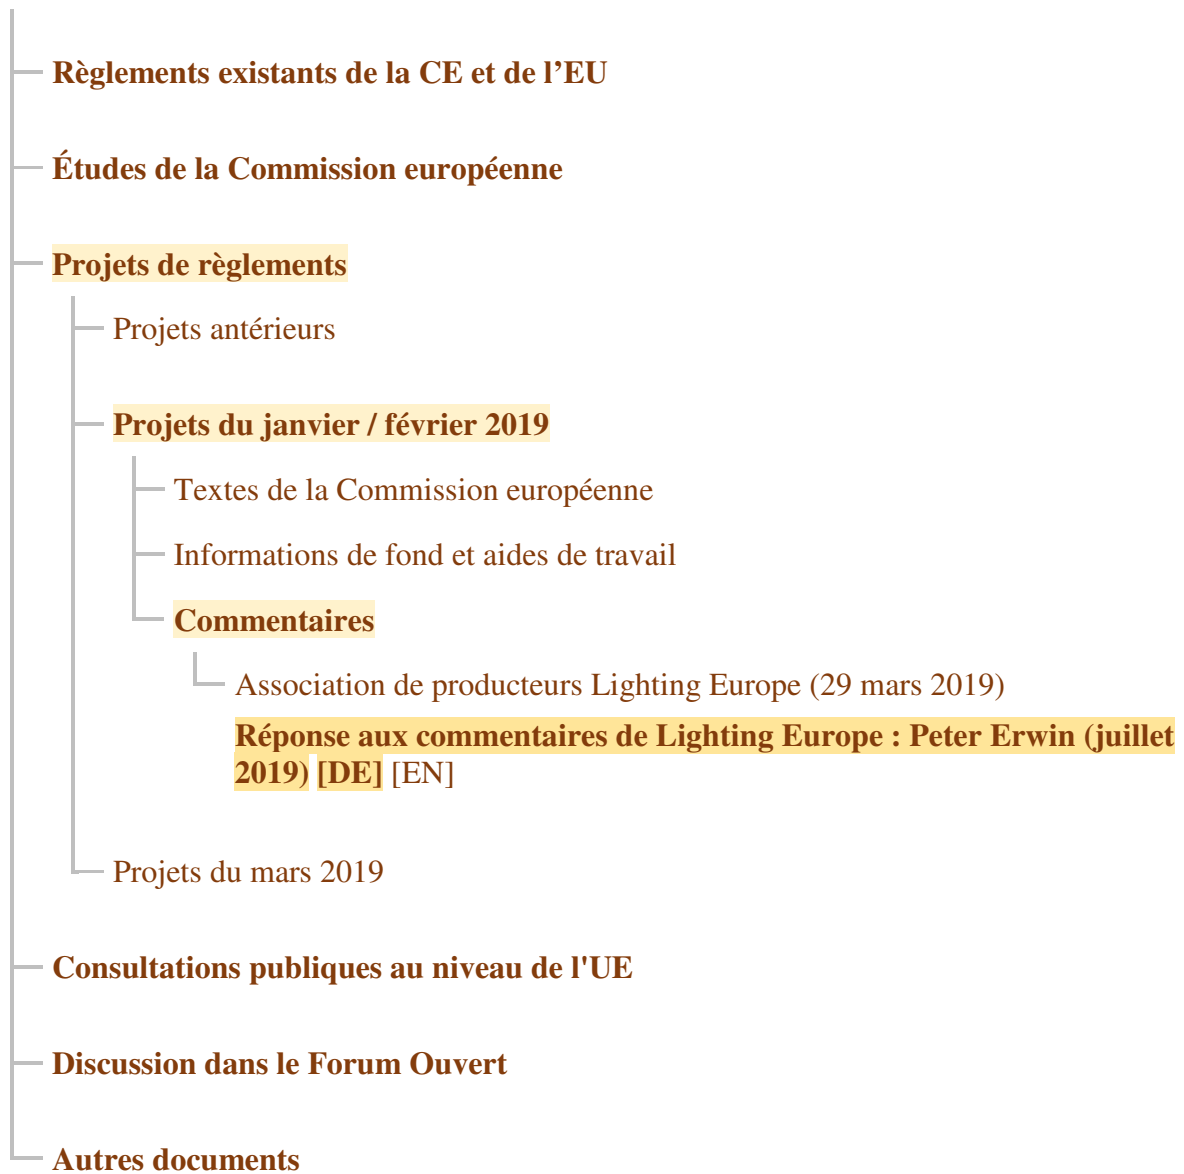 Règlements existants de la CE et de l’EU
Études de la Commission européenne
Projets de règlements
Projets antérieurs
Projets du janvier / février 2019
Textes de la Commission européenne
Informations de fond et aides de travail
Commentaires
Association de producteurs Lighting Europe (29 mars 2019)
Réponse aux commentaires de Lighting Europe : Peter Erwin (juillet
2019) [DE] [EN]
Projets du mars 2019
Consultations publiques au niveau de l'UE
Discussion dans le Forum Ouvert
Autres documents